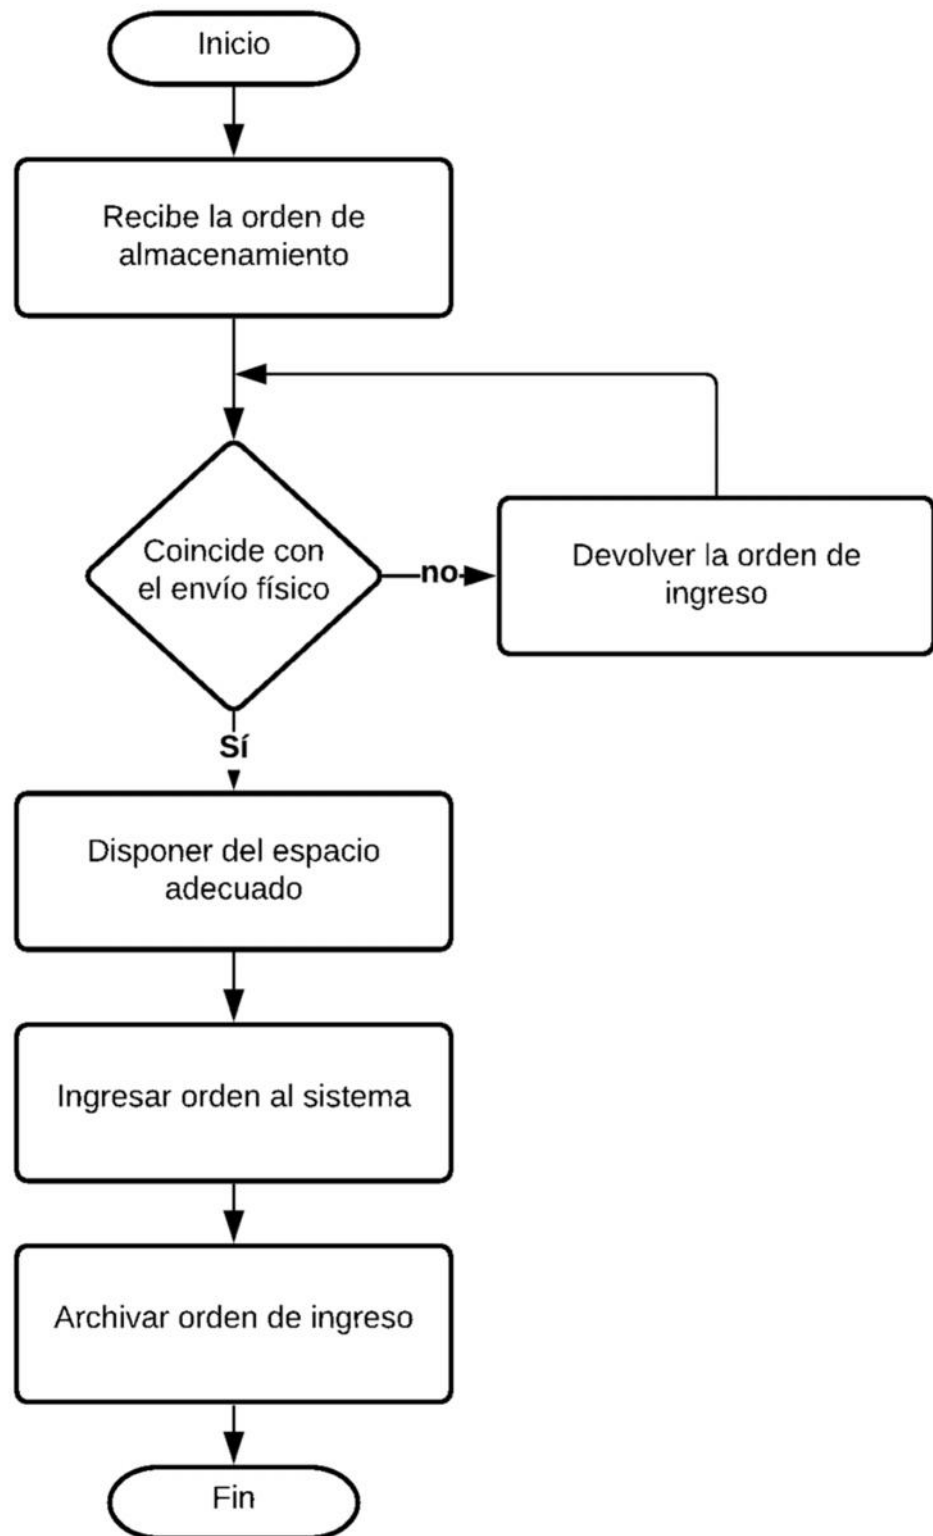 Inicio
Recibe la orden de
almacenamiento
Coincide con
el envío físico
no
Devolver la orden de
ingreso
Sí
Disponer del espacio
adecuado
Ingresar orden al sistema
Archivar orden de ingreso
Fin